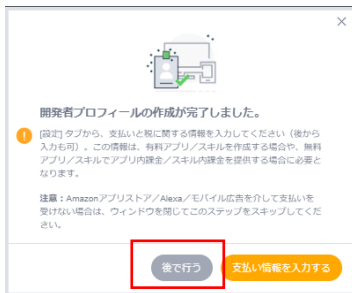 開発者プロフィールの作成が完了しました。
[設定] タブから、支払いと税に関する情報を入力してください（後から
入力も可）。この情報は、有料アプリ／スキルを作成する場合や、無料
アプリ／スキルでアプリ内課金／スキル内課金を提供する場合に必要と
なります。
注意：Amazonアプリストア／Alexa／モバイル広告を介して支払いを
受けない場合は、ウィンドウを閉じてこのステップをスキップしてくだ
さい。
後で行う
支払い情報を入力する